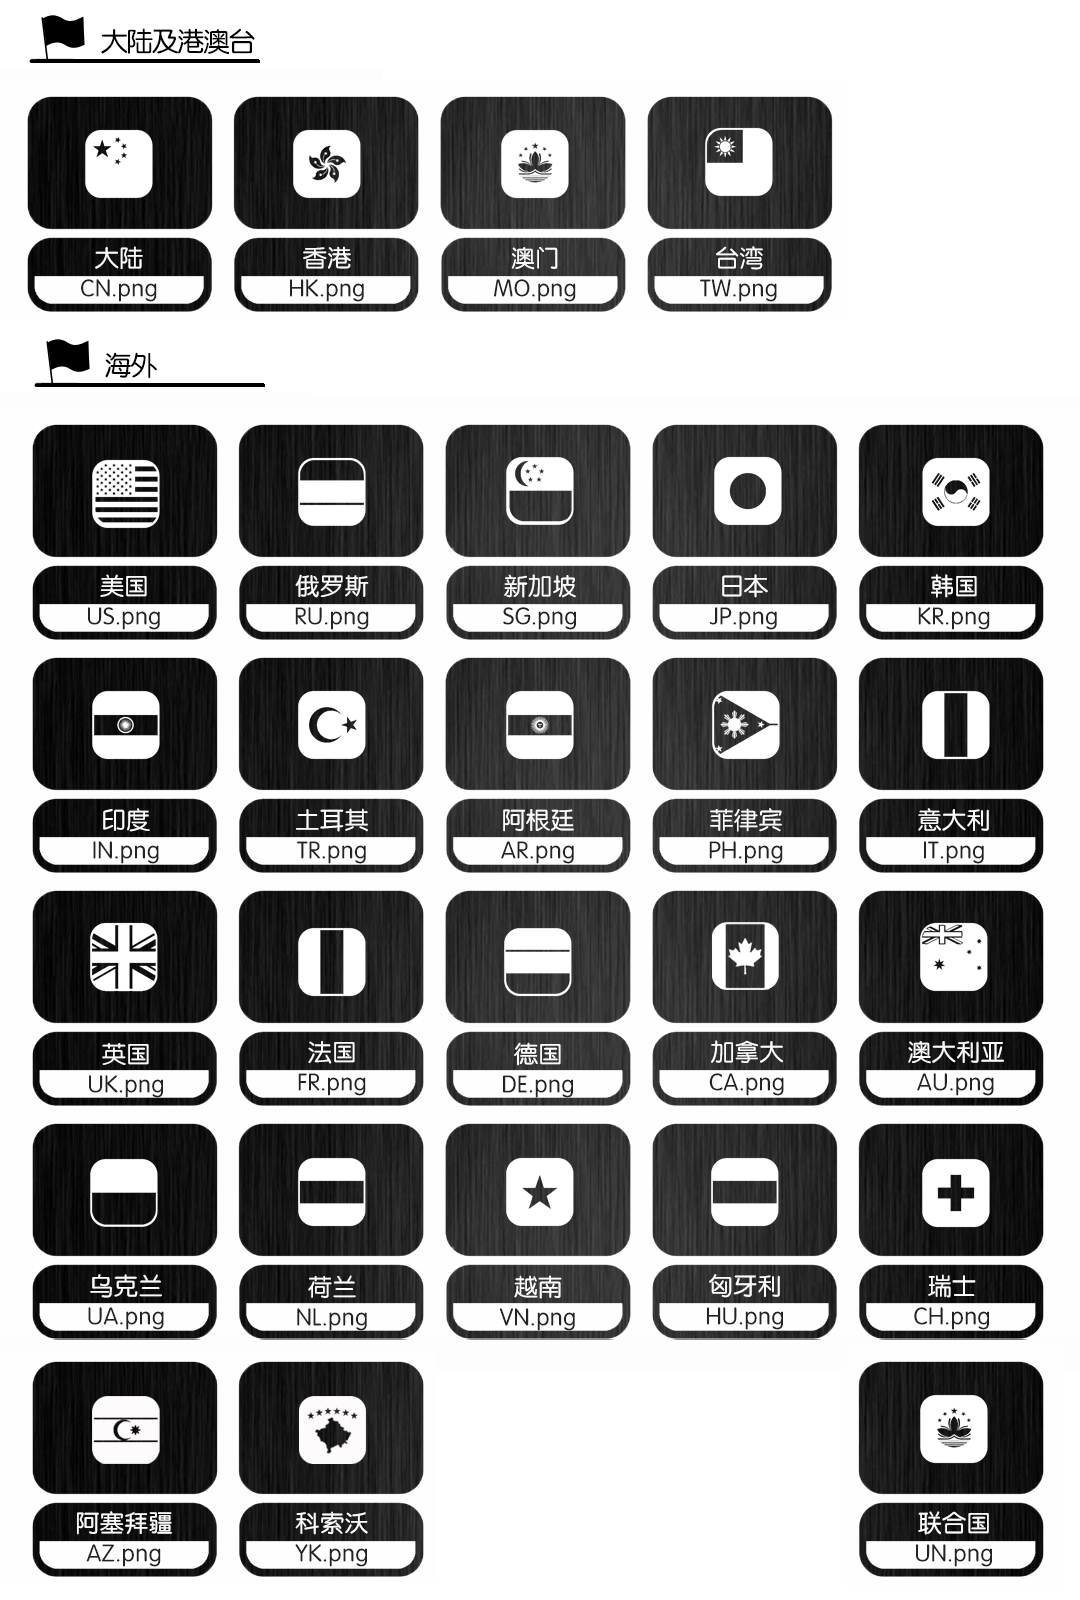 大陆及港澳台
大陆
CN.png
香港
HK.png
澳门
MO.png
台湾
TW.png
海外
美国
US.png
俄罗斯
RU.png
新加坡
SG.png
日本
JP.png
韩国
KR.png
印度
IN.png
土耳其
TR.png
阿根廷
AR.png
菲律宾
PH.png
意大利
IT.png
英国
UK.png
法国
FR.png
德国
DE.png
加拿大
CA.png
澳大利亚
AU.png
乌克兰
UA.png
荷兰
NL.png
越南
VN.png
匈牙利
HU.png
瑞士
CH.png
阿塞拜疆
AZ.png
科索沃
YK.png
联合国
UN.png